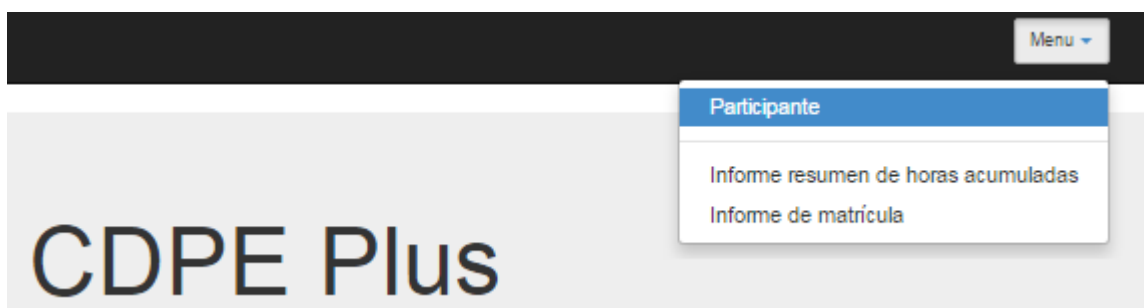 Menu
Participante
Informe resumen de horas acumuladas
Informe de matrícula
CDPE Plus